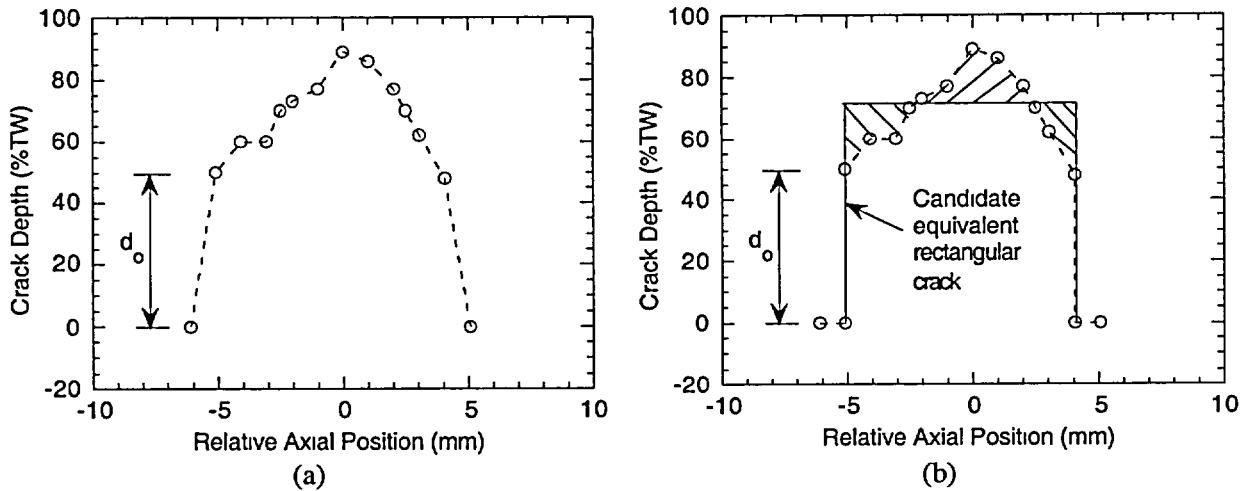 100
80
60
40
20
0
-20
Crack Depth (%TW)
d
o
-10
-5
0
5
10
Relative Axial Position (mm)
(a)
100
80
60
40
20
0
-20
Crack Depth (%TW)
d
o
Candidate
equivalent
rectangular
crack
-10
-5
0
5
10
Relative Axial Position (mm)
(b)